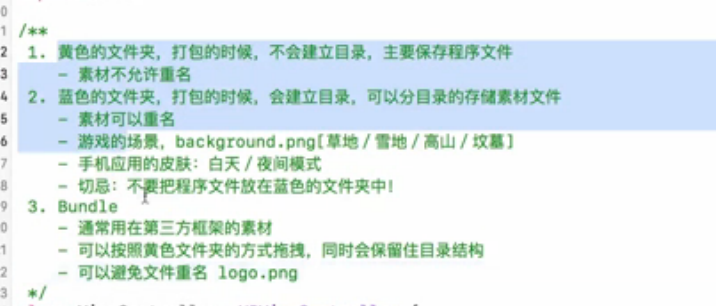 /**
1. 黄色的文件夹，打包的时候，不会建立目录，主要保存程序文件
- 素材不允许重名
2. 蓝色的文件夹，打包的时候，会建立目录，可以分目录的存储素材文件
- 素材可以重名
- 游戏的场景，background.png[草地/雪地/高山/坟墓]
- 手机应用的皮肤：白天/夜间模式
- 切忌：不要把程序文件放在蓝色的文件夹中！
3. Bundle
- 通常用在第三方框架的素材
- 可以按照黄色文件夹的方式拖拽，同时会保留住目录结构
- 可以避免文件重名 logo.png
*/